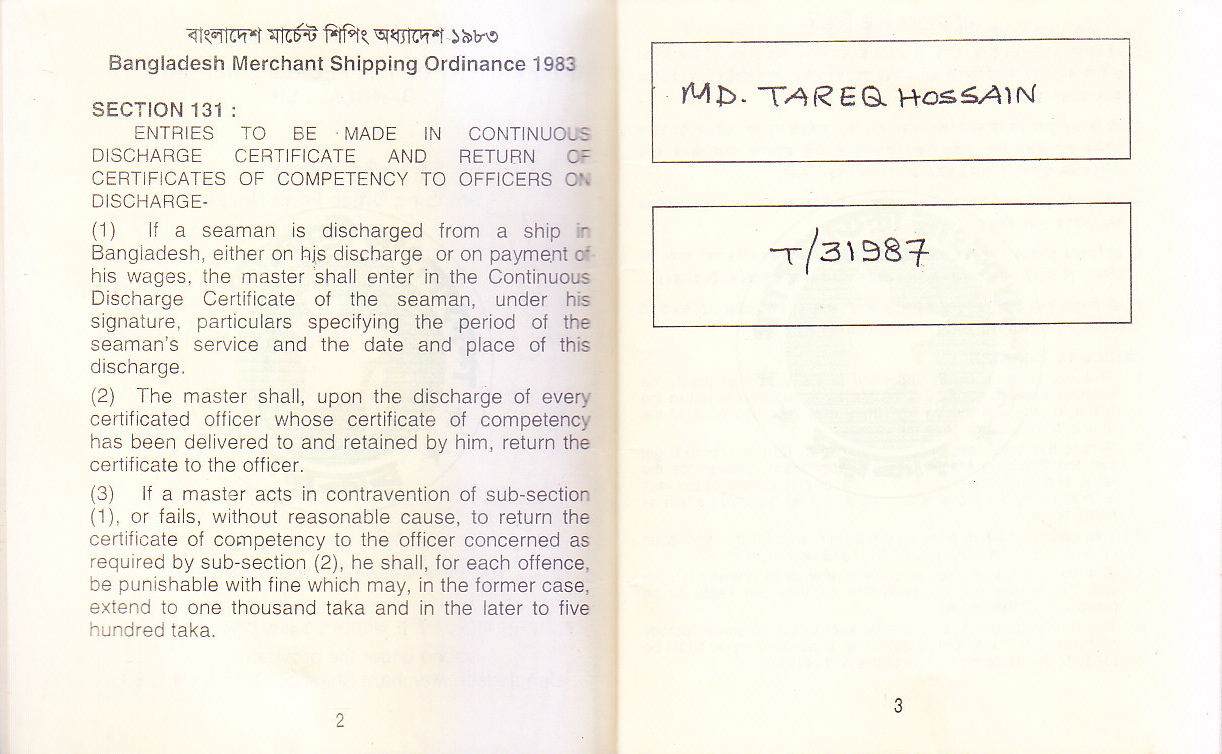 বাংলাদেশ মার্চেন্ট শিপিং অধ্যাদেশ ১৯৮৩
Bangladesh Merchant Shipping Ordinance 1983
SECTION 131 :
ENTRIES TO BE MADE IN CONTINUOUS
DISCHARGE CERTIFICATE AND RETURN OF
CERTIFICATES OF COMPETENCY TO OFFICERS ON
DISCHARGE-
(1) If a seaman is discharged from a ship in
Bangladesh, either on his discharge or on payment of
his wages, the master shall enter in the Continuous
Discharge Certificate of the seaman, under his
signature, particulars specifying the period of the
seaman's service and the date and place of this
discharge.
(2) The master shall, upon the discharge of every
certificated officer whose certificate of competency
has been delivered to and retained by him, return the
certificate to the officer.
(3) If a master acts in contravention of sub-section
(1), or fails, without reasonable cause, to return the
certificate of competency to the officer concerned as
required by sub-section (2), he shall, for each offence,
be punishable with fine which may, in the former case,
extend to one thousand taka and in the later to five
hundred taka.
2
MD. TAREQ HOSSAIN
T/31987
3